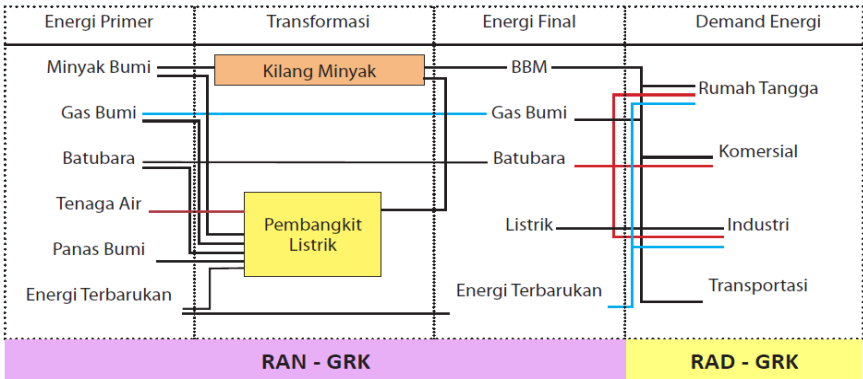 Energi Primer
Transformasi
Energi Final
Demand Energi
Minyak Bumi
Kilang Minyak
BBM
Rumah Tangga
Gas Bumi
Gas Bumi
Batubara
Batubara
Komersial
Tenaga Air
Pembangkit
Listrik
Listrik
Industri
Panas Bumi
Energi Terbarukan
Energi Terbarukan
Transportasi
RAN - GRK
RAD - GRK